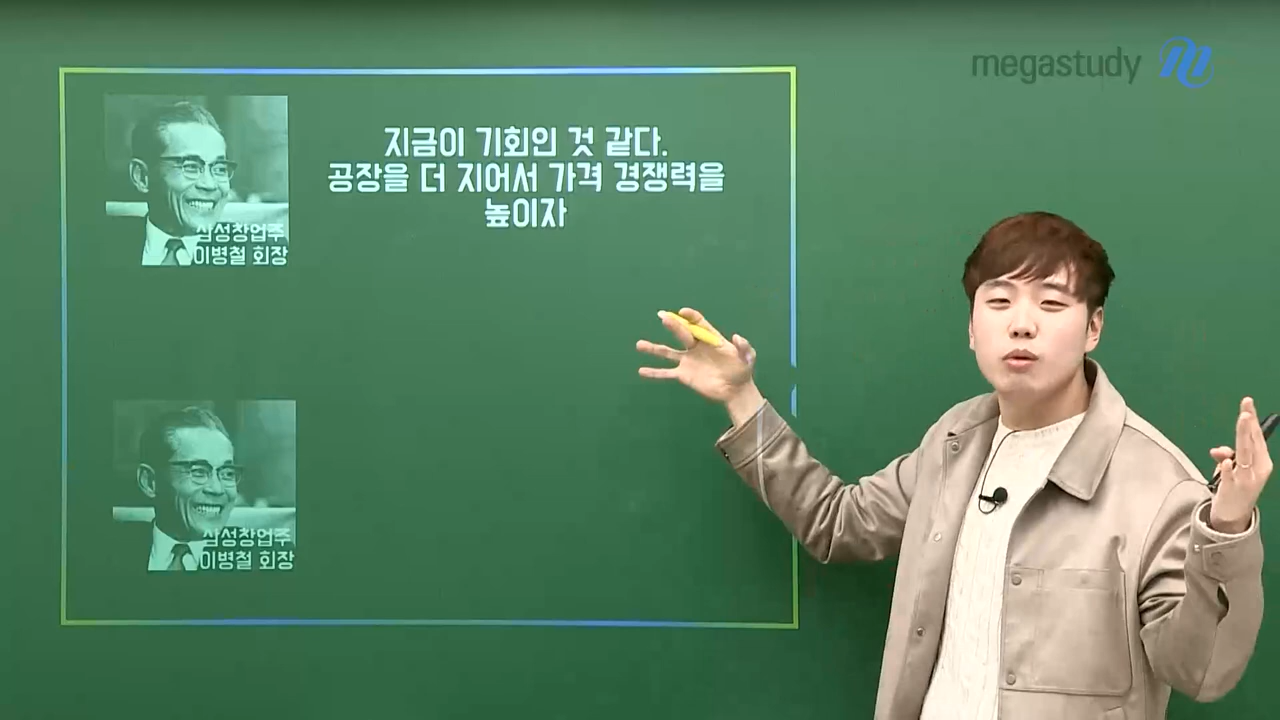 megastudy
지금이 기회인 것 같다.
공장을 더 지어서 가격 경쟁력을
높이자
삼성창업주
이병철 회장
삼성창업주
이병철 회장